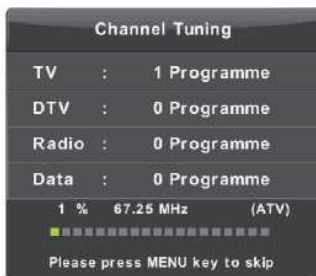 Channel Tuning
TV : 1 Programme
DTV : 0 Programme
Radio : 0 Programme
Data : 0 Programme
1 % 67.25 MHz (ATV)
Please press MENU key to skip